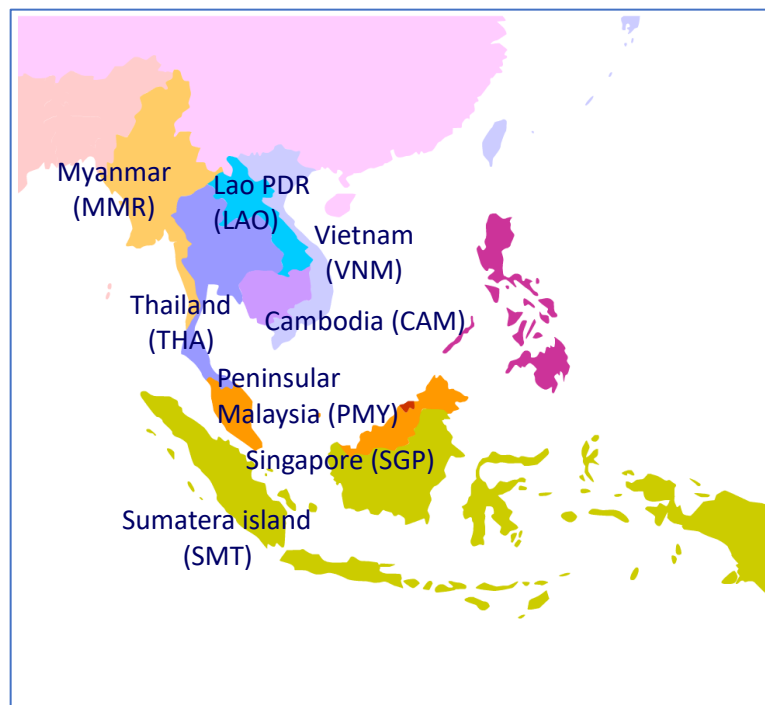 Myanmar
(MMR)
Lao PDR
(LAO)
Vietnam
(VNM)
Thailand
(THA)
Cambodia (CAM)
Peninsular
Malaysia (PMY)
Singapore (SGP)
Sumatera island
(SMT)